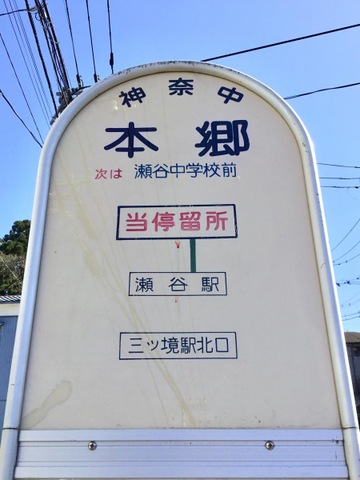 神奈中
本郷
次は 瀬谷中学校前
当停留所
瀬谷駅
三ツ境駅北口